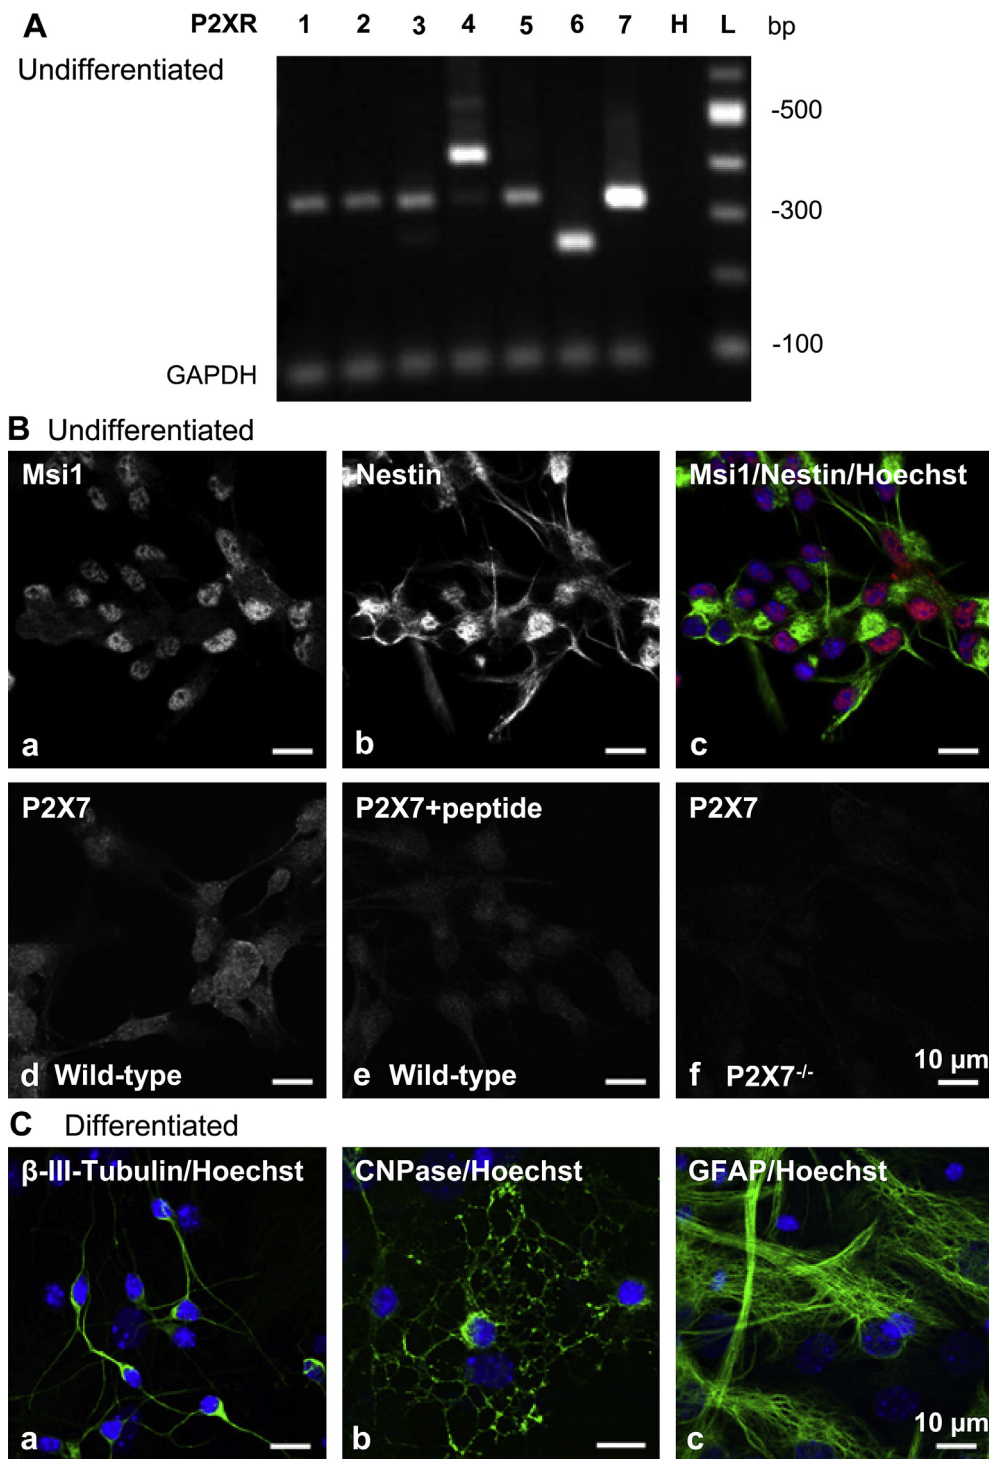 A P2XR 1 2 3 4 5 6 7 H L bp
Undifferentiated
-500
-300
-100
GAPDH
B Undifferentiated
Msi1 Nestin Msi1/Nestin/Hoechst
a b c
P2X7 P2X7+peptide P2X7
10 µm
d Wild-type e Wild-type f P2X7-/-
C Differentiated
β-III-Tubulin/Hoechst CNPase/Hoechst GFAP/Hoechst
10 µm
a b c